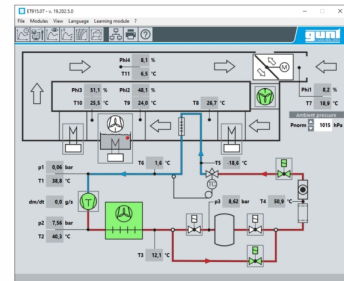 ET915.07 - v. 18.202.5.0
File Modules View Language Learning module ?
gunt
Phi4 8,1 %
T11 6,5 °C
Phi3 51,1 % Phi2 48,1 %
T10 25,5 °C T9 24,0 °C T8 26,7 °C
Phi1 8,2 %
T7 18,9 °C
Ambient pressure
Pnorm 1015 hPa
M
M
M
p1 0,06 bar
T6 1,6 °C
T5 -18,6 °C
T1 38,8 °C
TC
dm/dt 0,0 g/s
p3 8,62 bar T4 50,9 °C
p2 7,56 bar
T2 40,3 °C
T3 12,1 °C